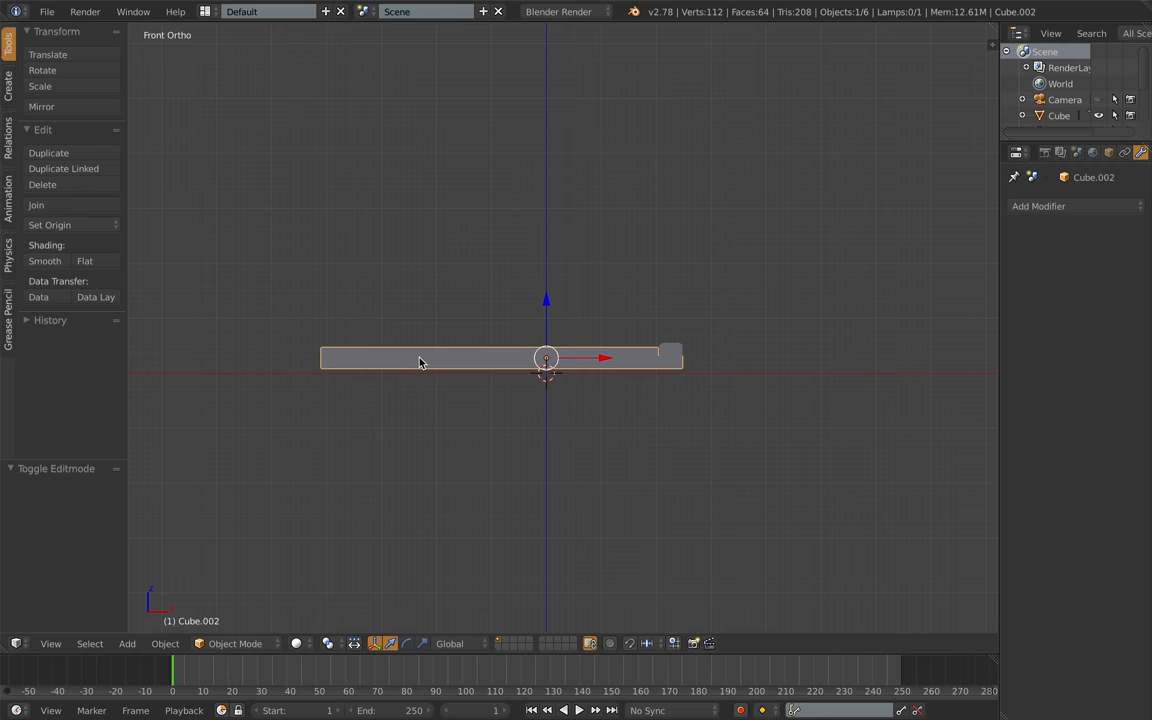 File Render Window Help Default Scene Blender Render v2.78 | Verts:112 | Faces:64 | Tris:208 | Objects:1/6 | Lamps:0/1 | Mem:12.61M | Cube.002
Tools
Create
Relations
Animation
Physics
Grease Pencil
Transform
Translate
Rotate
Scale
Mirror
Edit
Duplicate
Duplicate Linked
Delete
Join
Set Origin
Shading:
Smooth Flat
Data Transfer:
Data Data Lay
History
Toggle Editmode
Front Ortho
z
(1) Cube.002
View Search All Sce
Scene
RenderLay
World
Camera
Cube
Cube.002
Add Modifier
View Select Add Object Object Mode Global
-50 -40 -30 -20 -10 0 10 20 30 40 50 60 70 80 90 100 110 120 130 140 150 160 170 180 190 200 210 220 230 240 250 260 270 280
View Marker Frame Playback Start: 1 End: 250 1 No Sync